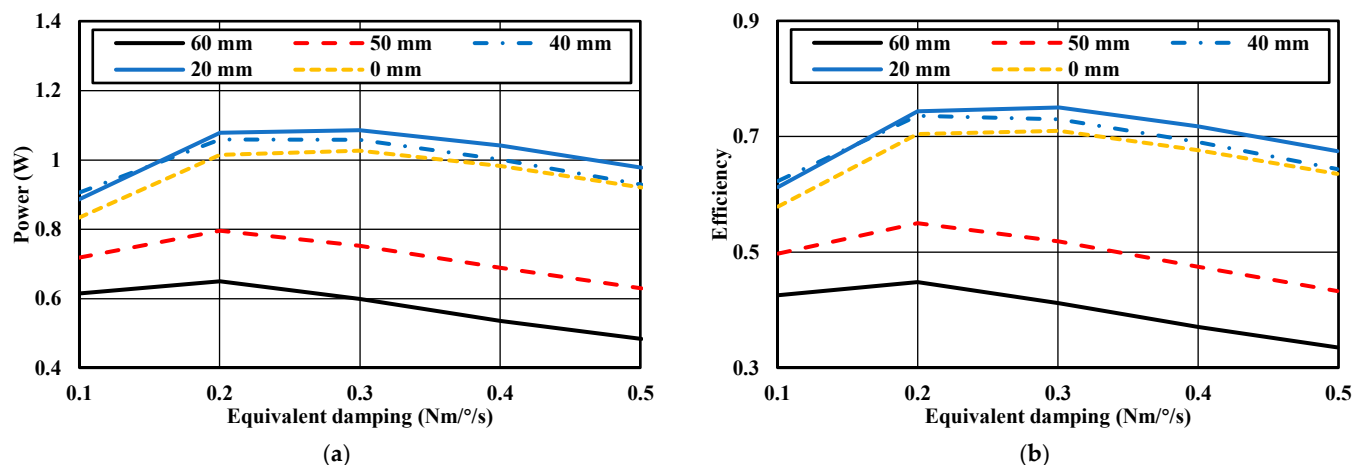 1.4
1.2
1
0.8
0.6
0.4
Power (W)
60 mm 50 mm 40 mm
20 mm 0 mm
0.1 0.2 0.3 0.4 0.5
Equivalent damping (Nm/°/s)
(a)
0.9
0.7
0.5
0.3
Efficiency
60 mm 50 mm 40 mm
20 mm 0 mm
0.1 0.2 0.3 0.4 0.5
Equivalent damping (Nm/°/s)
(b)